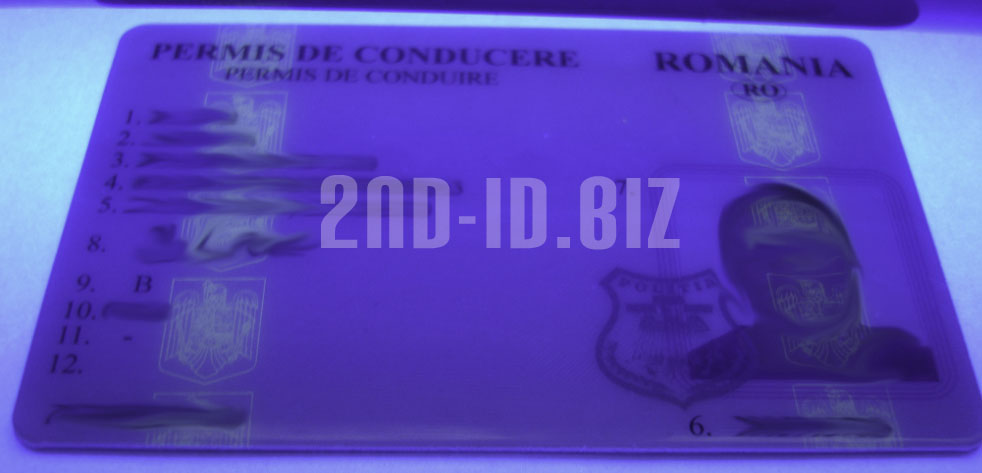 PERMIS DE CONDUCERE
PERMIS DE CONDUIRE
ROMANIA
RO
1.
2.
3.
4. 3
5.
7.
2ND-ID.BIZ
8.
9. B
POLITIA
10.
11. -
12.
6.